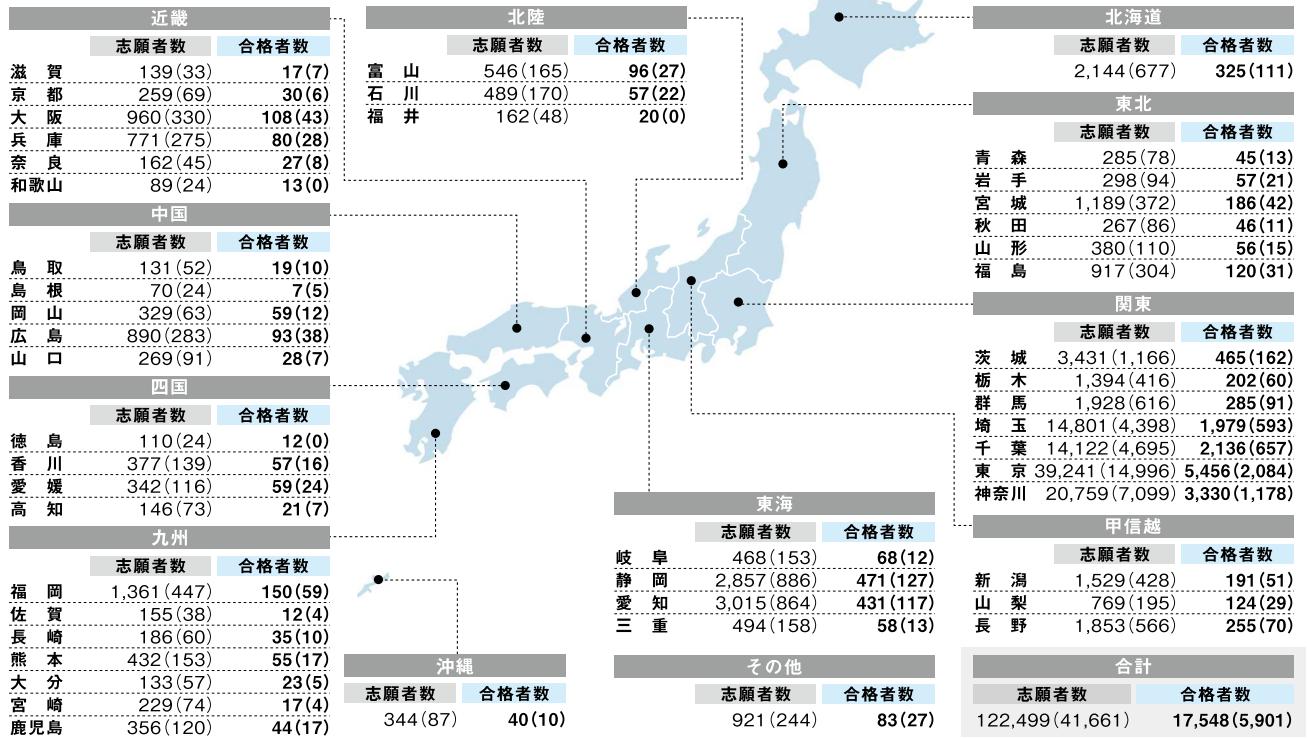 近畿
志願者数 合格者数
滋賀 139(33) 17(7)
京都 259(69) 30(6)
大阪 960(330) 108(43)
兵庫 771(275) 80(28)
奈良 162(45) 27(8)
和歌山 89(24) 13(0)
中国
志願者数 合格者数
鳥取 131(52) 19(10)
島根 70(24) 7(5)
岡山 329(63) 59(12)
広島 890(283) 93(38)
山口 269(91) 28(7)
四国
志願者数 合格者数
徳島 110(24) 12(0)
香川 377(139) 57(16)
愛媛 342(116) 59(24)
高知 146(73) 21(7)
九州
志願者数 合格者数
福岡 1,361(447) 150(59)
佐賀 155(38) 12(4)
長崎 186(60) 35(10)
熊本 432(153) 55(17)
大分 133(57) 23(5)
宮崎 229(74) 17(4)
鹿児島 356(120) 44(17)
北陸
志願者数 合格者数
富山 546(165) 96(27)
石川 489(170) 57(22)
福井 162(48) 20(0)
沖縄
志願者数 合格者数
344(87) 40(10)
東海
志願者数 合格者数
岐阜 468(153) 68(12)
静岡 2,857(886) 471(127)
愛知 3,015(864) 431(117)
三重 494(158) 58(13)
その他
志願者数 合格者数
921(244) 83(27)
北海道
志願者数 合格者数
2,144(677) 325(111)
東北
志願者数 合格者数
青森 285(78) 45(13)
岩手 298(94) 57(21)
宮城 1,189(372) 186(42)
秋田 267(86) 46(11)
山形 380(110) 56(15)
福島 917(304) 120(31)
関東
志願者数 合格者数
茨城 3,431(1,166) 465(162)
栃木 1,394(416) 202(60)
群馬 1,928(616) 285(91)
埼玉 14,801(4,398) 1,979(593)
千葉 14,122(4,695) 2,136(657)
東京 39,241(14,996) 5,456(2,084)
神奈川 20,759(7,099) 3,330(1,178)
甲信越
志願者数 合格者数
新潟 1,529(428) 191(51)
山梨 769(195) 124(29)
長野 1,853(566) 255(70)
合計
志願者数 合格者数
122,499(41,661) 17,548(5,901)